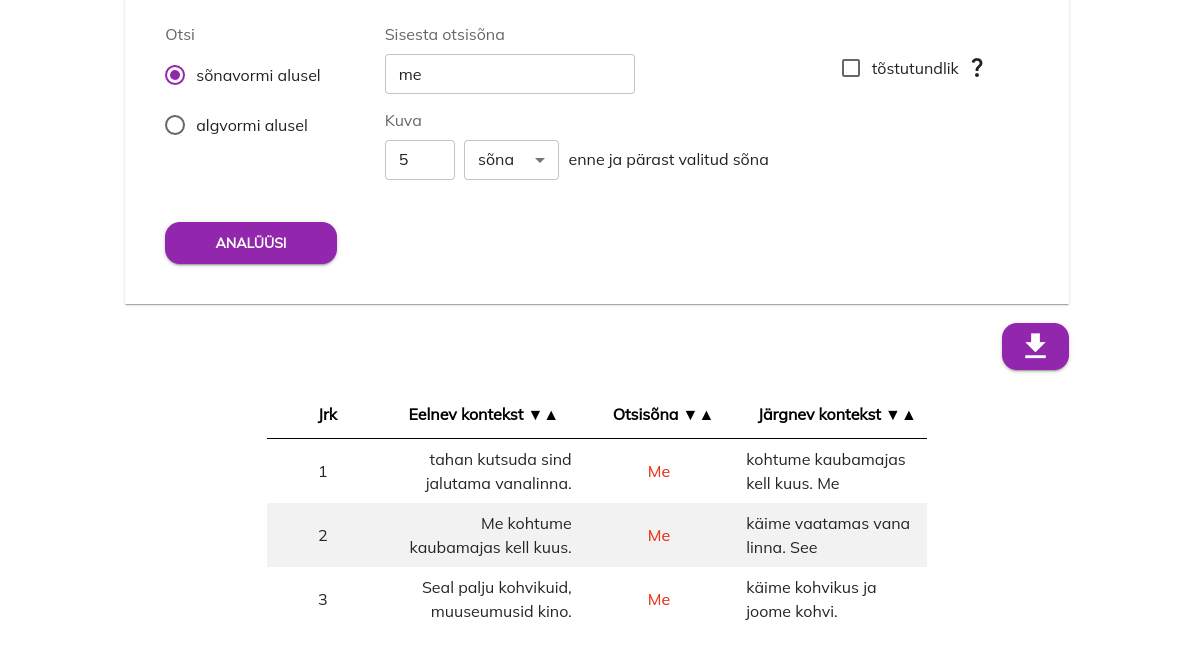 Otsi
sõnavormi alusel
algvormi alusel
Sisesta otsisõna
me
Kuva
5 sõna enne ja pärast valitud sõna
tõstutundlik ?
ANALÜÜSI
Jrk Eelnev kontekst ▼▲ Otsisõna ▼▲ Järgnev kontekst ▼▲
1 tahan kutsuda sind jalutama vanalinna. Me kohtume kaubamajas kell kuus. Me
2 Me kohtume kaubamajas kell kuus. Me käime vaatamas vana linna. See
3 Seal palju kohvikuid, muuseumusid kino. Me käime kohvikus ja joome kohvi.